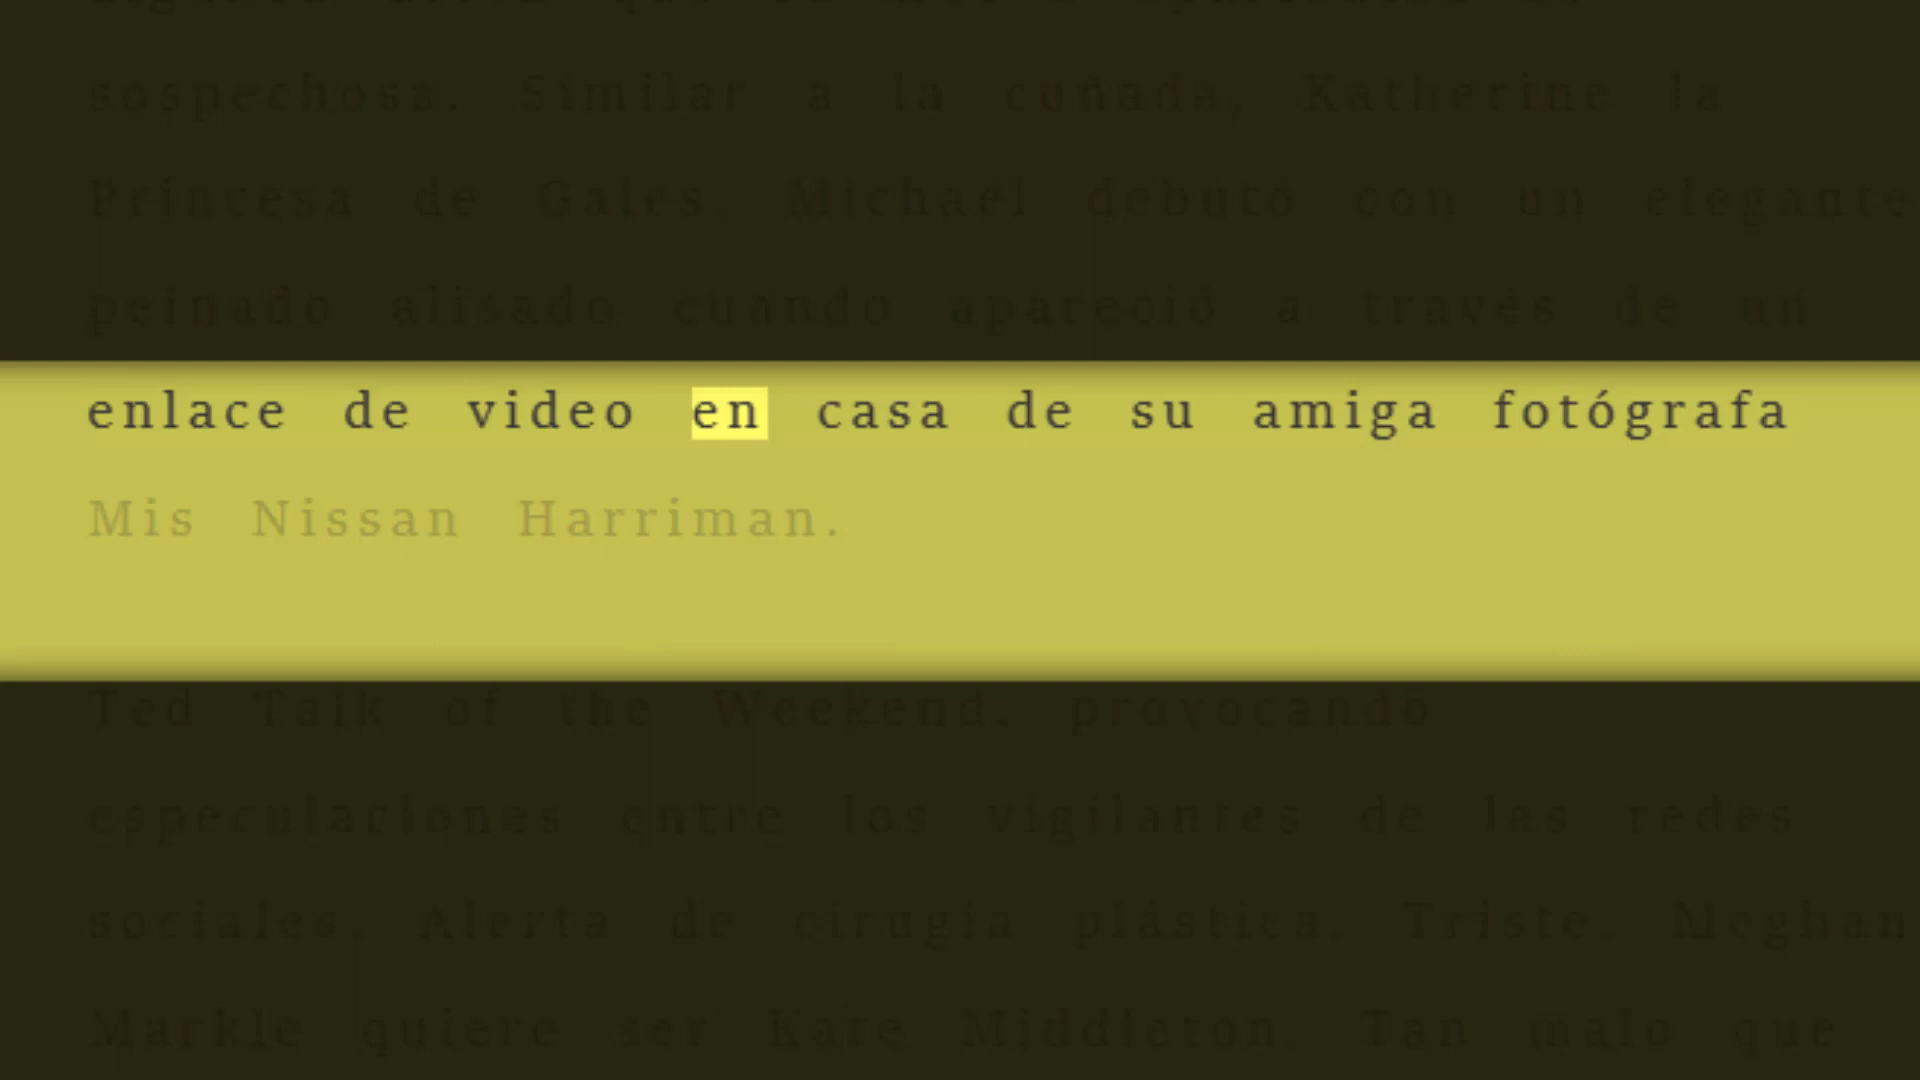 sospechosa. Similar a la cuñada, Katherine la
Princesa de Gales. Michael debutó con un elegante
peinado alisado cuando apareció a través de un
enlace de video en casa de su amiga fotógrafa
Mis Nissan Harriman.
Ted Talk of the Weekend, provocando
especulaciones entre los vigilantes de las redes
sociales. Alerta de cirugía plástica. Triste. Meghan
Markle quiere ser Kate Middleton. Tan malo que